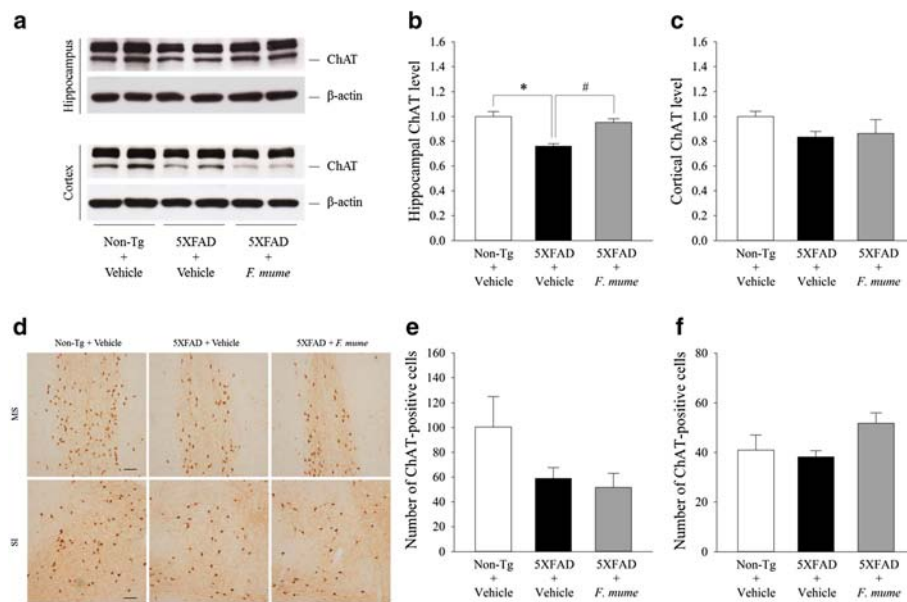 a
Hippocampus
ChAT
β-actin
Cortex
ChAT
β-actin
Non-Tg
+
Vehicle
5XFAD
+
Vehicle
5XFAD
+
F. mume
b
Hippocampal ChAT level
1.6
1.4
1.2
1.0
0.8
0.6
0.4
0.2
0.0
*
#
Non-Tg
+
Vehicle
5XFAD
+
Vehicle
5XFAD
+
F. mume
c
Cortical ChAT level
1.6
1.4
1.2
1.0
0.8
0.6
0.4
0.2
0.0
Non-Tg
+
Vehicle
5XFAD
+
Vehicle
5XFAD
+
F. mume
d
Non-Tg + Vehicle
5XFAD + Vehicle
5XFAD + F. mume
MS
SI
e
Number of ChAT-positive cells
160
140
120
100
80
60
40
20
0
Non-Tg
+
Vehicle
5XFAD
+
Vehicle
5XFAD
+
F. mume
f
Number of ChAT-positive cells
80
60
40
20
0
Non-Tg
+
Vehicle
5XFAD
+
Vehicle
5XFAD
+
F. mume